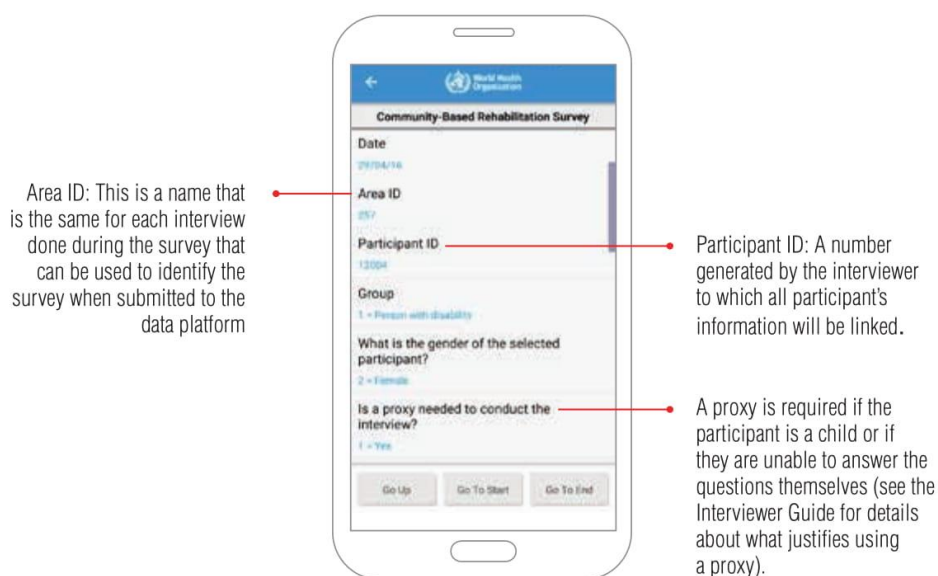 World Health
Organization
Community-Based Rehabilitation Survey
Date
29/04/16
Area ID
257
Participant ID
12004
Group
1 = Person with disability
What is the gender of the selected
participant?
2 = Female
Is a proxy needed to conduct the
interview?
1 = Yes
Go Up
Go To Start
Go To End
Area ID: This is a name that
is the same for each interview
done during the survey that
can be used to identify the
survey when submitted to the
data platform
Participant ID: A number
generated by the interviewer
to which all participant's
information will be linked.
A proxy is required if the
participant is a child or if
they are unable to answer the
questions themselves (see the
Interviewer Guide for details
about what justifies using
a proxy).